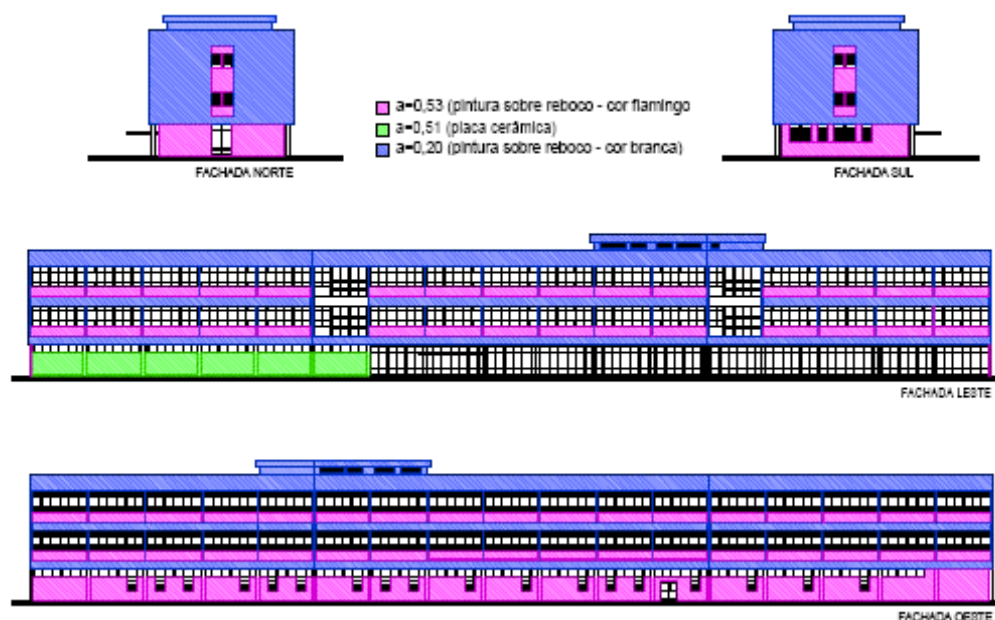 a=0,53 (pintura sobre reboco - cor flamingo
a=0,51 (placa cerâmica)
a=0,20 (pintura sobre reboco - cor branca)
FACHADA NORTE
FACHADA SUL
FACHADA LESTE
FACHADA OESTE